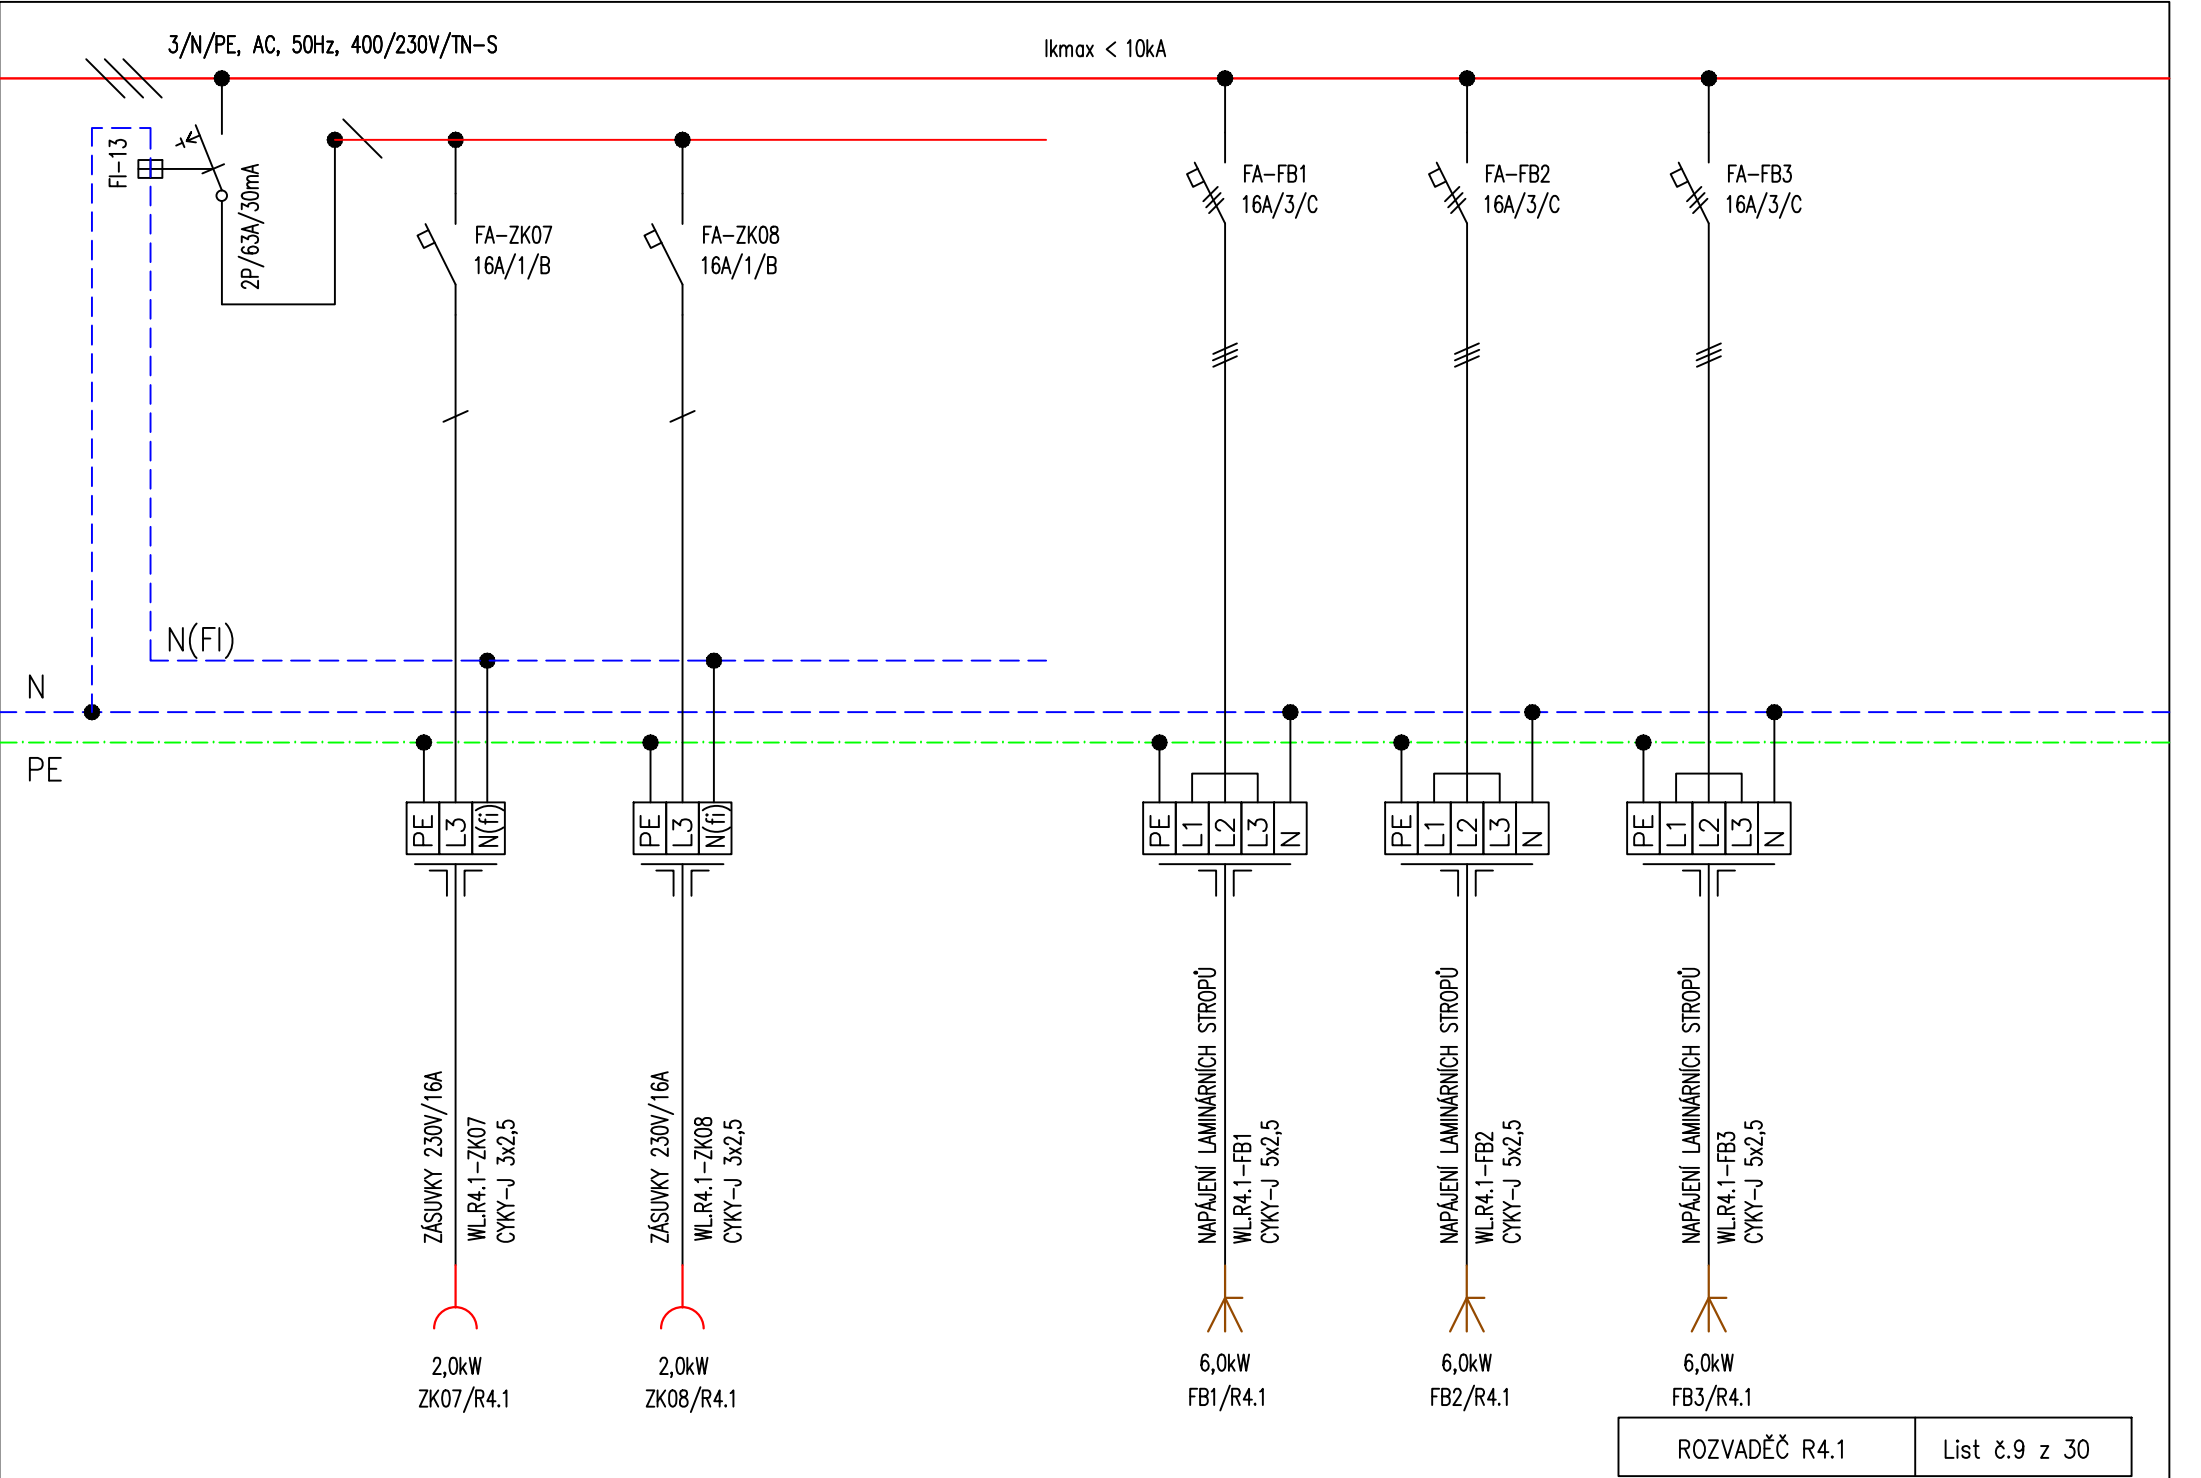 3/N/PE, AC, 50Hz, 400/230V/TN-S
Ikmax < 10kA
FI-13
2P/63A/30mA
FA-ZK07
16A/1/B
FA-ZK08
16A/1/B
FA-FB1
16A/3/C
FA-FB2
16A/3/C
FA-FB3
16A/3/C
N(FI)
N
PE
PE L3 N(fi)
PE L3 N(fi)
PE L1 L2 L3 N
PE L1 L2 L3 N
PE L1 L2 L3 N
ZÁSUVKY 230V/16A
WL.R4.1-ZK07
CYKY-J 3x2,5
ZÁSUVKY 230V/16A
WL.R4.1-ZK08
CYKY-J 3x2,5
NAPÁJENÍ LAMINÁRNÍCH STROPŮ
WL.R4.1-FB1
CYKY-J 5x2,5
NAPÁJENÍ LAMINÁRNÍCH STROPŮ
WL.R4.1-FB2
CYKY-J 5x2,5
NAPÁJENÍ LAMINÁRNÍCH STROPŮ
WL.R4.1-FB3
CYKY-J 5x2,5
2,0kW
ZK07/R4.1
2,0kW
ZK08/R4.1
6,0kW
FB1/R4.1
6,0kW
FB2/R4.1
6,0kW
FB3/R4.1
ROZVADĚČ R4.1
List č.9 z 30